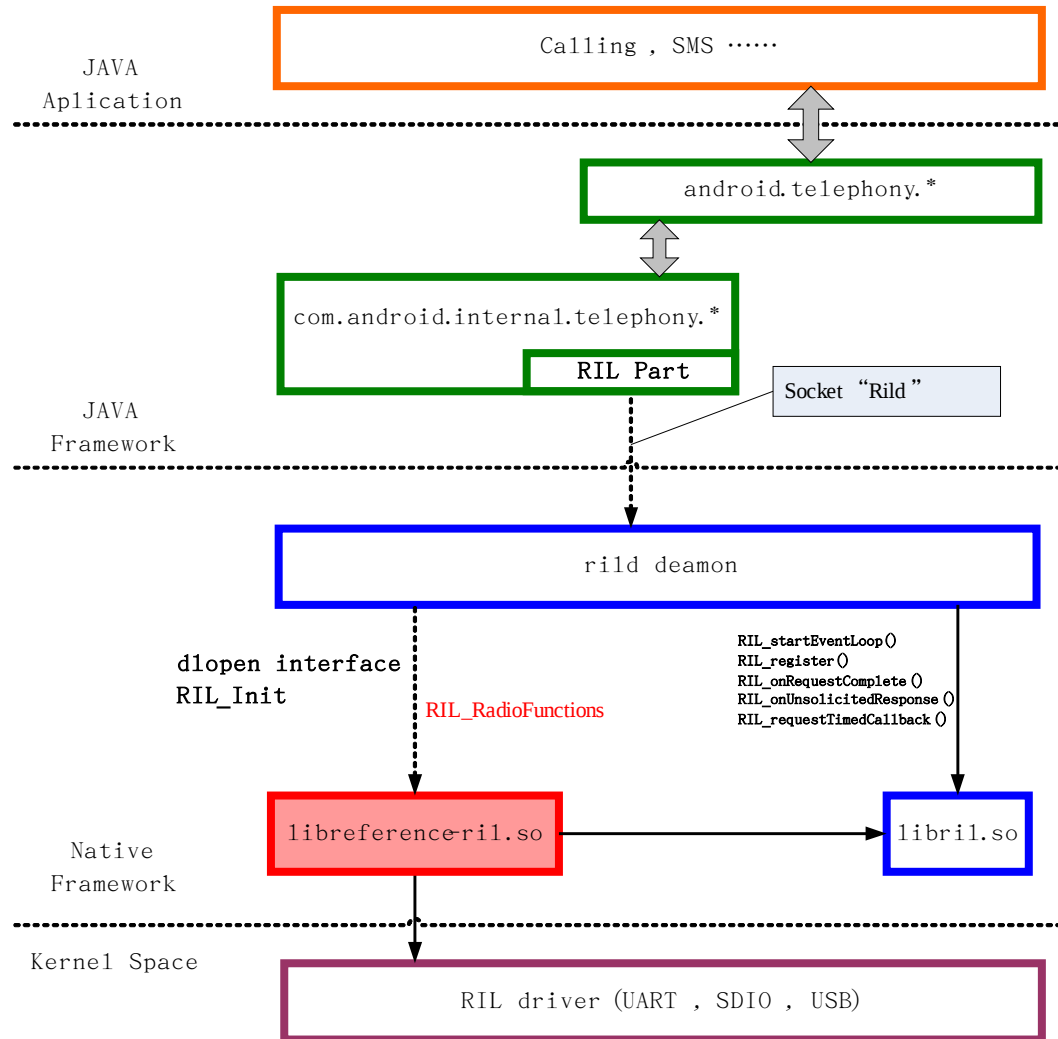 Calling , SMS ······
JAVA
Aplication
android.telephony.*
com.android.internal.telephony.*
RIL Part
Socket “Rild ”
JAVA
Framework
rild deamon
RIL_startEventLoop()
RIL_register()
RIL_onRequestComplete()
RIL_onUnsolicitedResponse()
RIL_requestTimedCallback()
dlopen interface
RIL_Init
RIL_RadioFunctions
libreference-ril.so
libril.so
Native
Framework
Kernel Space
RIL driver (UART , SDIO , USB)